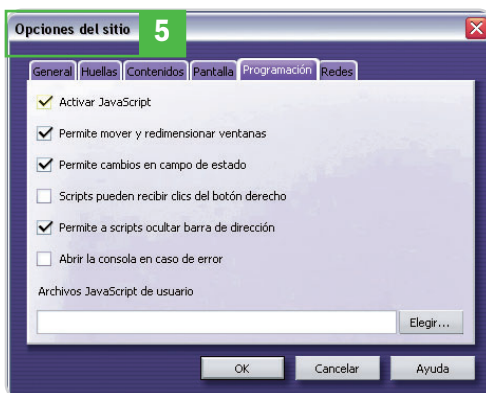 Opciones del sitio 5
General Huellas Contenidos Pantalla Programación Redes
Activar JavaScript
Permite mover y redimensionar ventanas
Permite cambios en campo de estado
Scripts pueden recibir clics del botón derecho
Permite a scripts ocultar barra de dirección
Abrir la consola en caso de error
Archivos JavaScript de usuario
Elegir...
OK Cancelar Ayuda